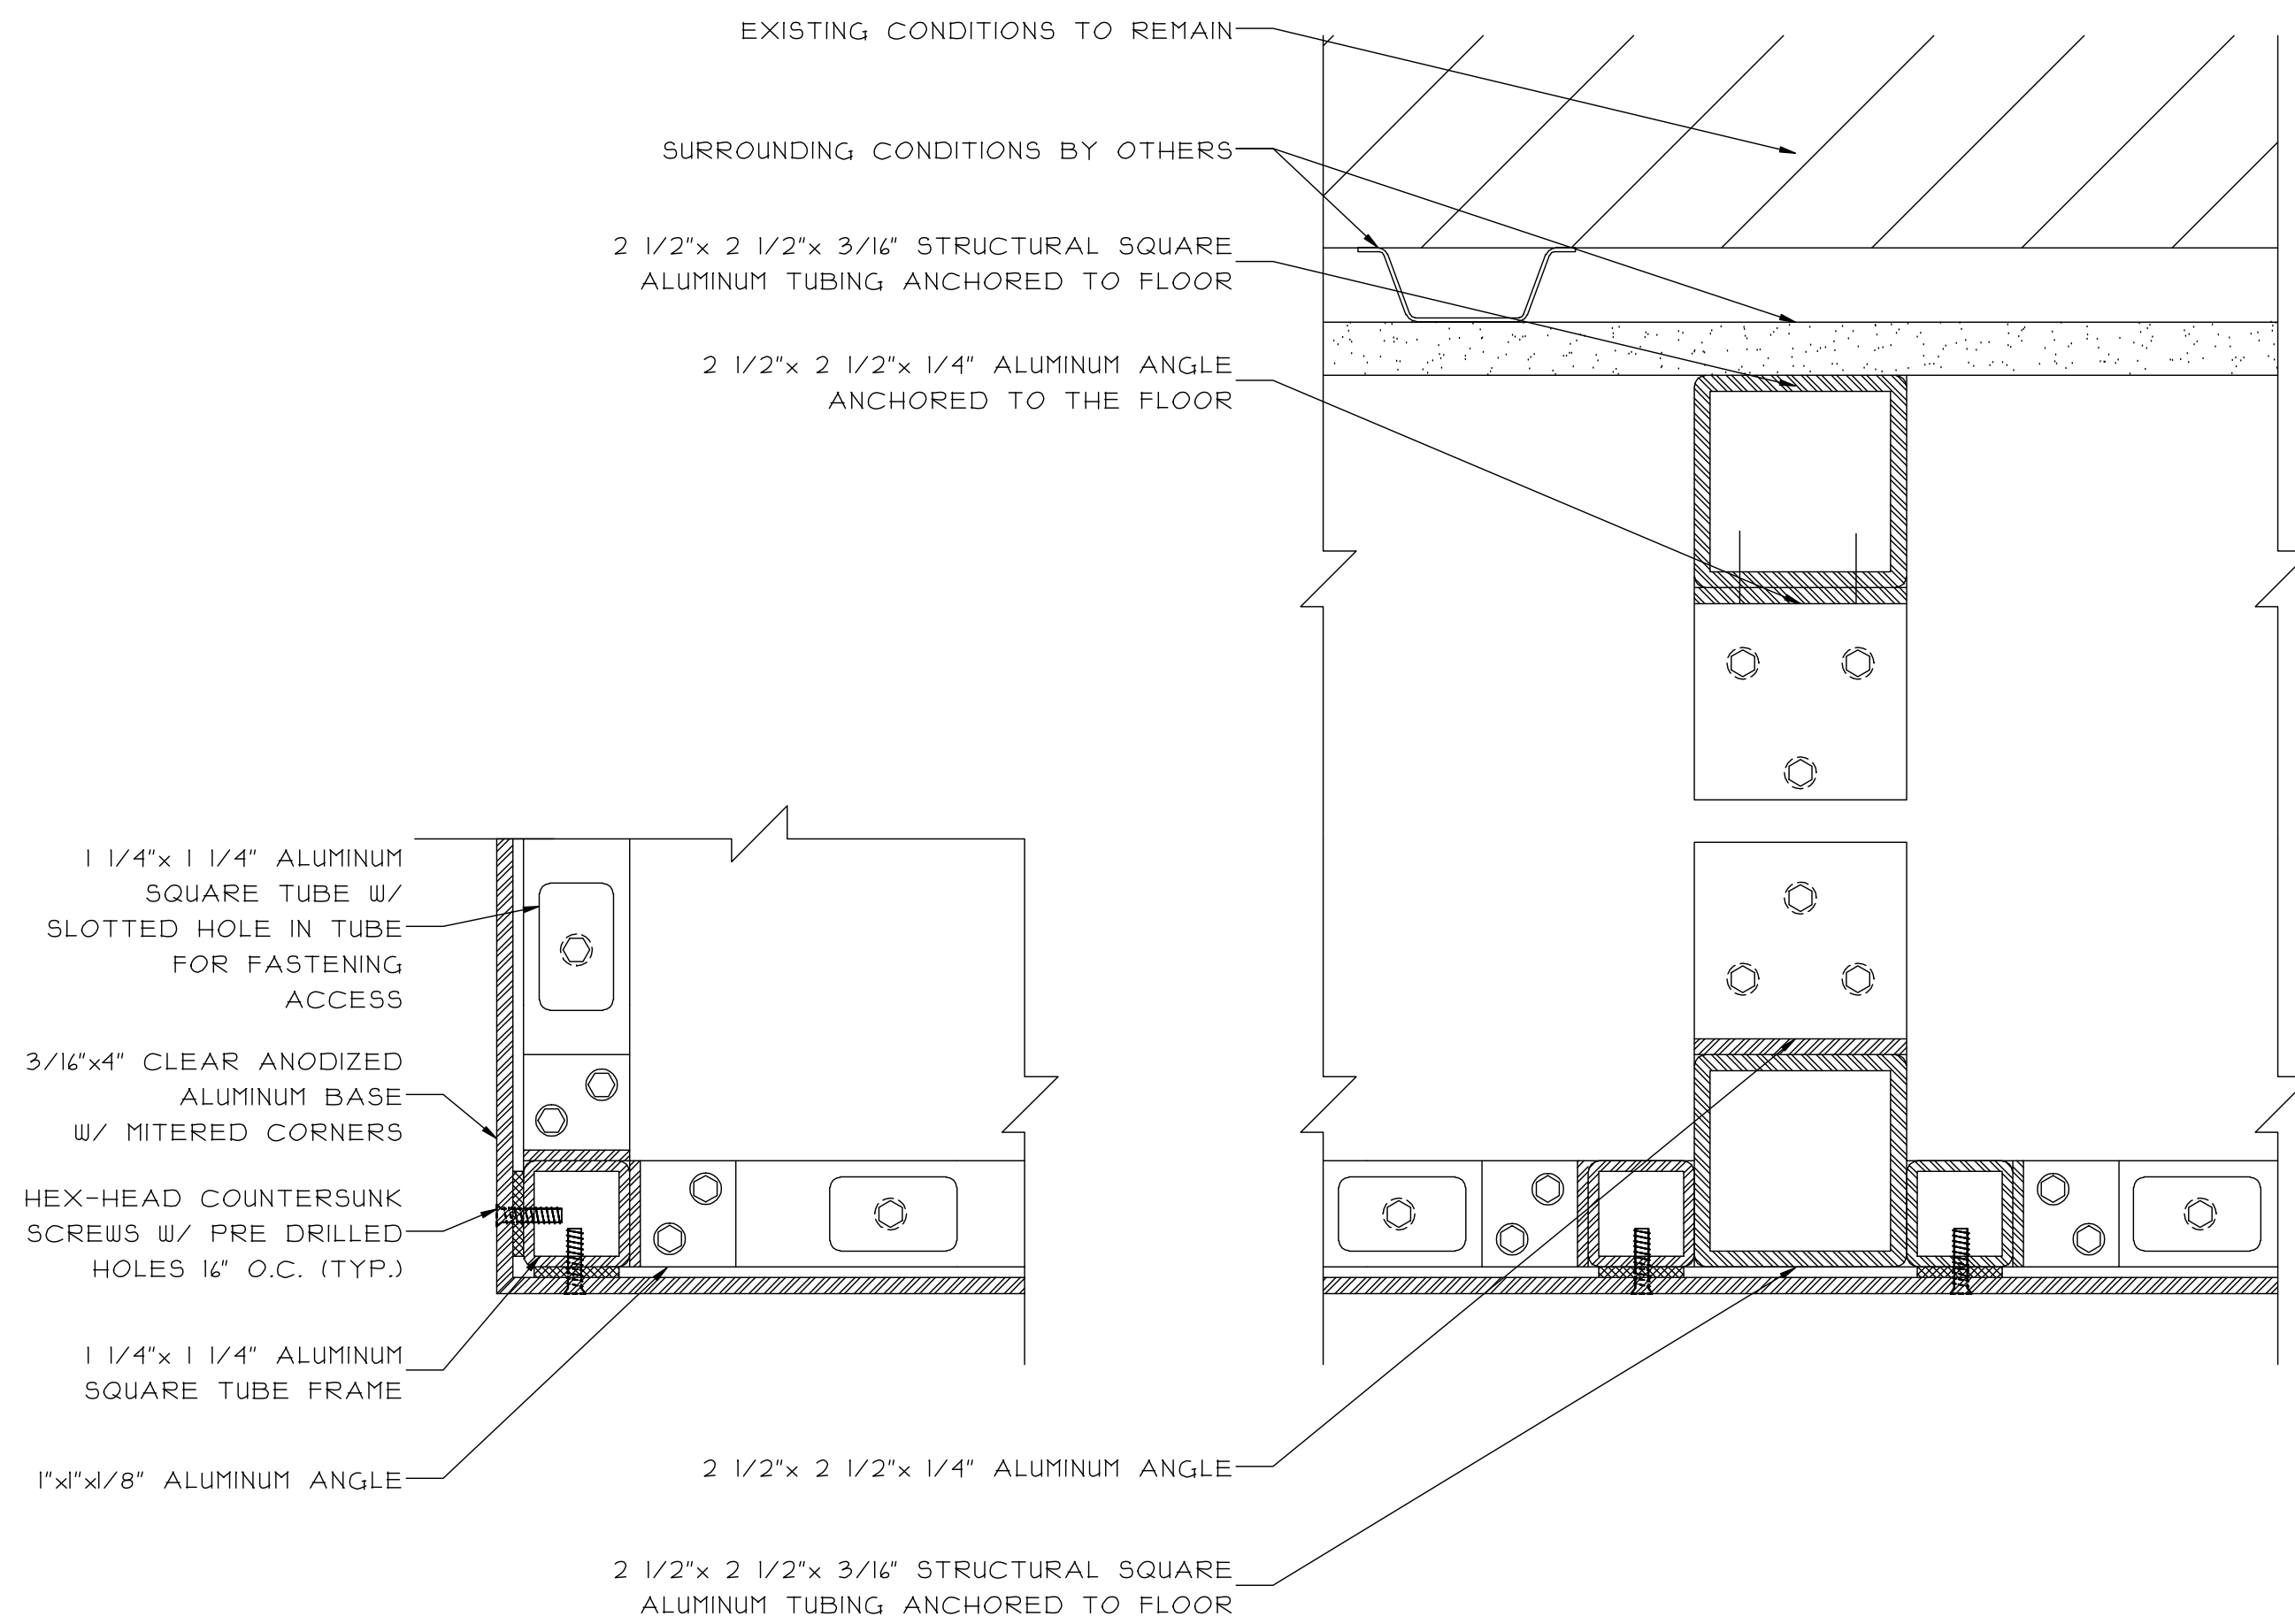 EXISTING CONDITIONS TO REMAIN
SURROUNDING CONDITIONS BY OTHERS
2 1/2"x 2 1/2"x 3/16" STRUCTURAL SQUARE
ALUMINUM TUBING ANCHORED TO FLOOR
2 1/2"x 2 1/2"x 1/4" ALUMINUM ANGLE
ANCHORED TO THE FLOOR
1 1/4"x 1 1/4" ALUMINUM
SQUARE TUBE W/
SLOTTED HOLE IN TUBE
FOR FASTENING
ACCESS
3/16"x4" CLEAR ANODIZED
ALUMINUM BASE
W/ MITERED CORNERS
HEX-HEAD COUNTERSUNK
SCREWS W/ PRE DRILLED
HOLES 16" O.C. (TYP.)
1 1/4"x 1 1/4" ALUMINUM
SQUARE TUBE FRAME
1"x1"x1/8" ALUMINUM ANGLE
2 1/2"x 2 1/2"x 1/4" ALUMINUM ANGLE
2 1/2"x 2 1/2"x 3/16" STRUCTURAL SQUARE
ALUMINUM TUBING ANCHORED TO FLOOR